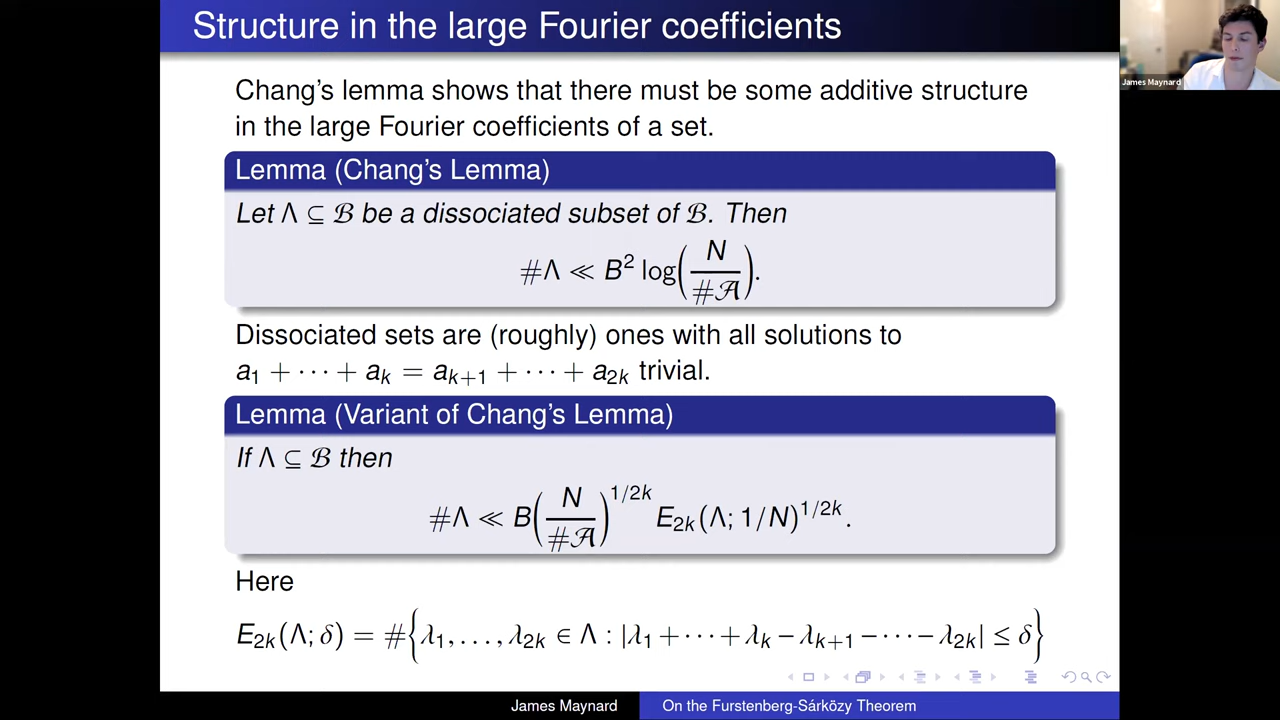 Structure in the large Fourier coefficients
James Maynard
Chang's lemma shows that there must be some additive structure
in the large Fourier coefficients of a set.
Lemma (Chang's Lemma)
Let Λ ⊆ ℬ be a dissociated subset of ℬ. Then
#Λ ≪ B² log(N/#𝒜).
Dissociated sets are (roughly) ones with all solutions to
a₁ + ⋯ + aₖ = aₖ₊₁ + ⋯ + a₂ₖ trivial.
Lemma (Variant of Chang's Lemma)
If Λ ⊆ ℬ then
#Λ ≪ B(N/#𝒜)^{1/2k} E₂ₖ(Λ; 1/N)^{1/2k}.
Here
E₂ₖ(Λ; δ) = #{λ₁, …, λ₂ₖ ∈ Λ : |λ₁ + ⋯ + λₖ − λₖ₊₁ − ⋯ − λ₂ₖ| ≤ δ}
James Maynard
On the Furstenberg-Sárközy Theorem